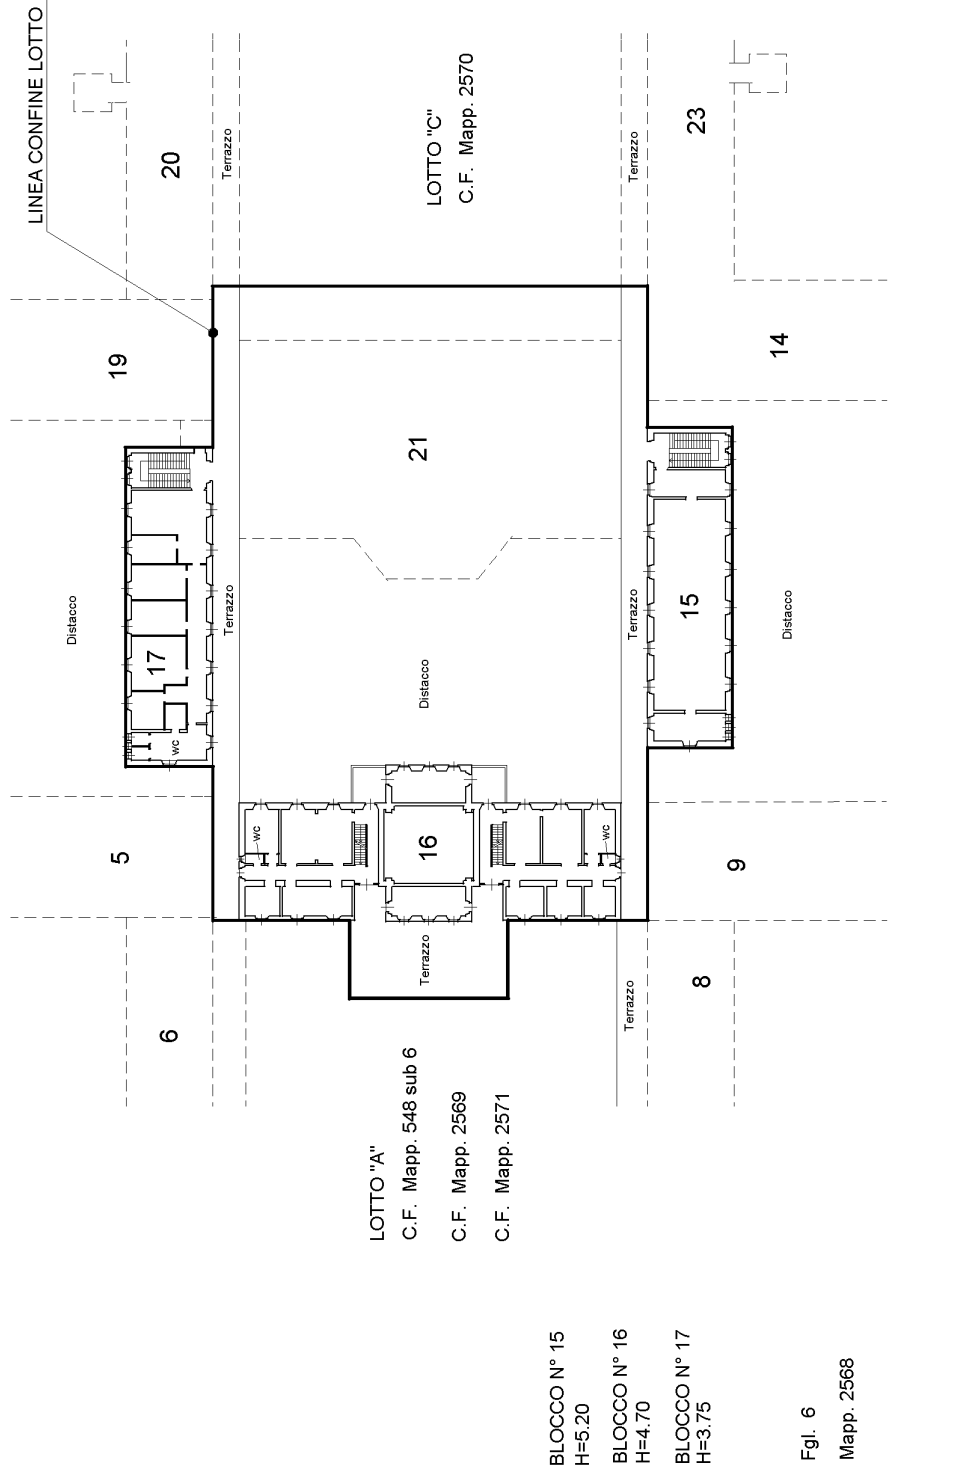 LINEA CONFINE LOTTO
20
Terrazzo
LOTTO "C"
C.F. Mapp. 2570
Terrazzo
23
19
21
14
Distacco
17
wc
Terrazzo
Distacco
Terrazzo
15
Distacco
5
wc
16
wc
9
6
Terrazzo
Terrazzo
8
LOTTO "A"
C.F. Mapp. 548 sub 6
C.F. Mapp. 2569
C.F. Mapp. 2571
BLOCCO N° 15
H=5.20
BLOCCO N° 16
H=4.70
BLOCCO N° 17
H=3.75
Fgl. 6
Mapp. 2568